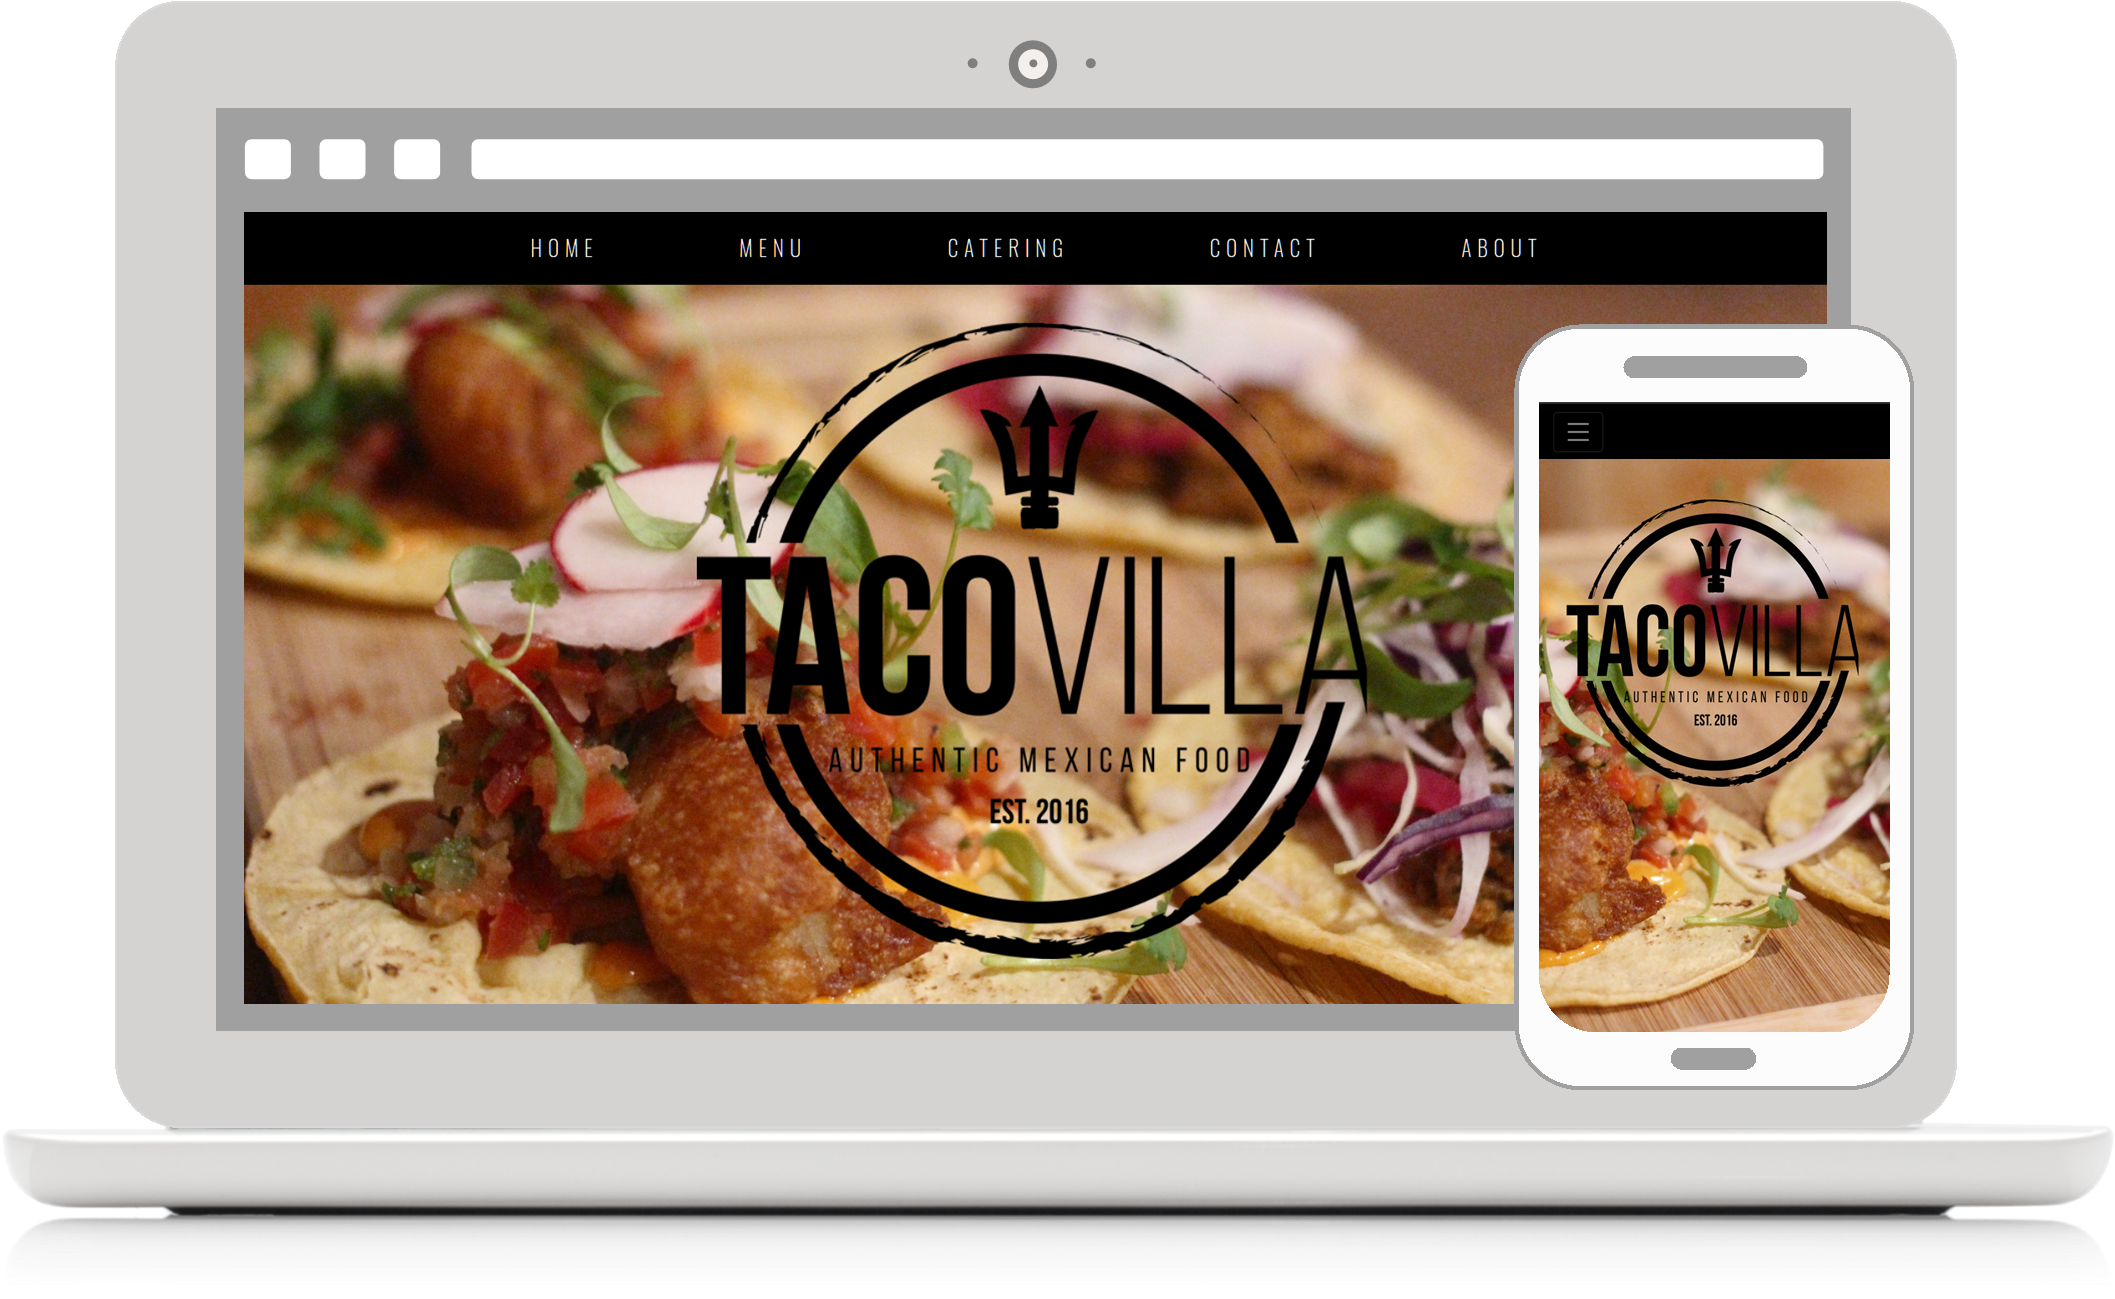 HOME MENU CATERING CONTACT ABOUT
TACOVILLA
AUTHENTIC MEXICAN FOOD
EST. 2016
TACOVILLA
AUTHENTIC MEXICAN FOOD
EST. 2016